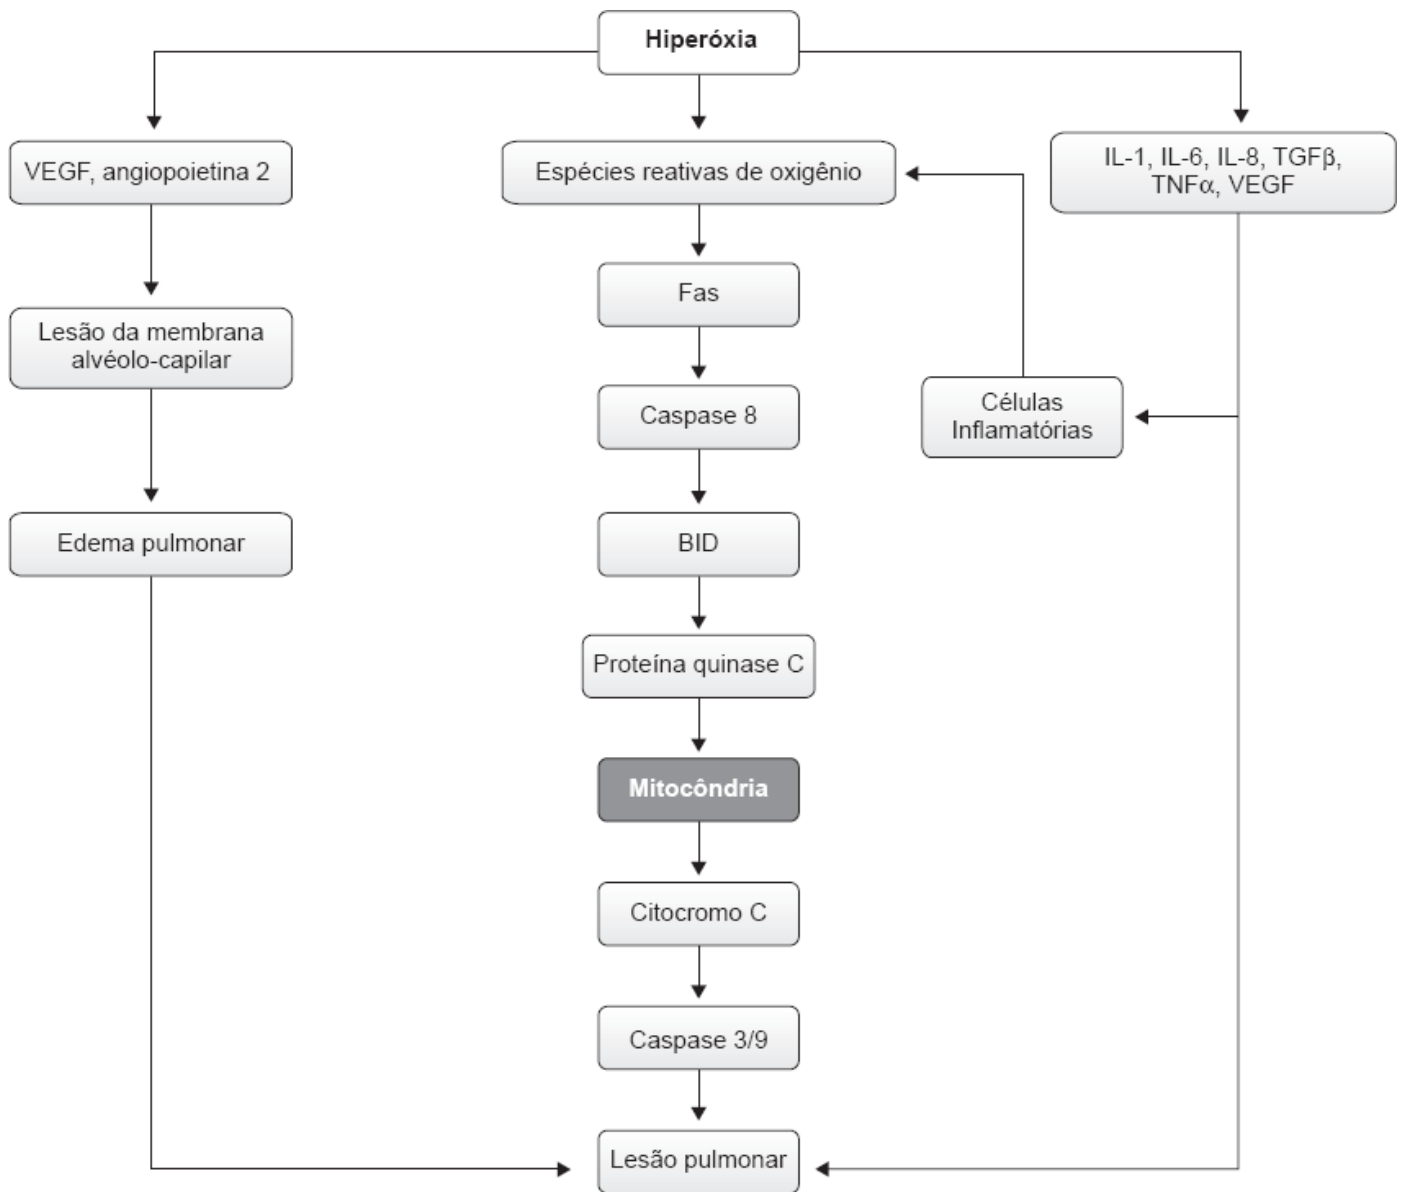 Hiperóxia
VEGF, angiopoietina 2
Espécies reativas de oxigênio
IL-1, IL-6, IL-8, TGFβ,
TNFα, VEGF
Fas
Lesão da membrana
alvéolo-capilar
Caspase 8
Células
Inflamatórias
Edema pulmonar
BID
Proteína quinase C
Mitocôndria
Citocromo C
Caspase 3/9
Lesão pulmonar